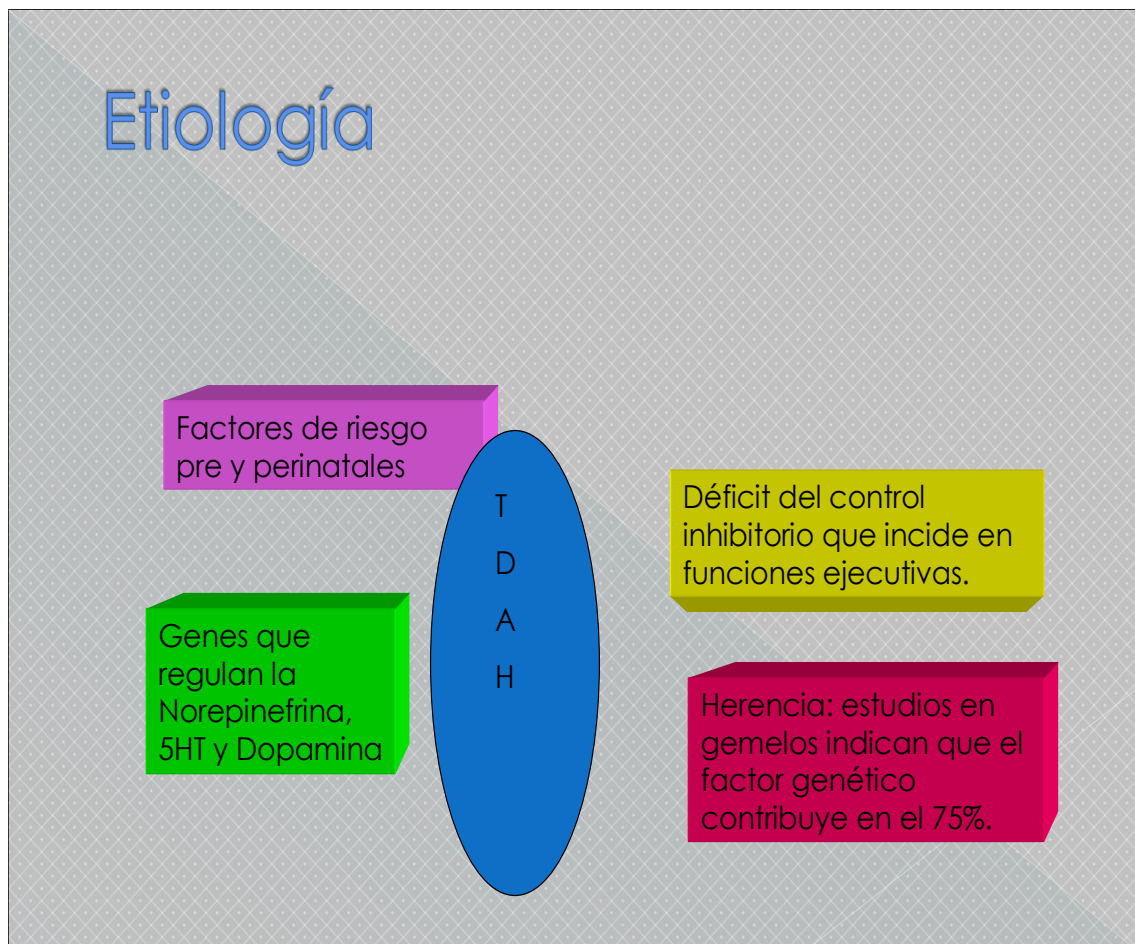 Etiología
Factores de riesgo
pre y perinatales
T
D
A
H
Déficit del control
inhibitorio que incide en
funciones ejecutivas.
Genes que
regulan la
Norepinefrina,
5HT y Dopamina
Herencia: estudios en
gemelos indican que el
factor genético
contribuye en el 75%.